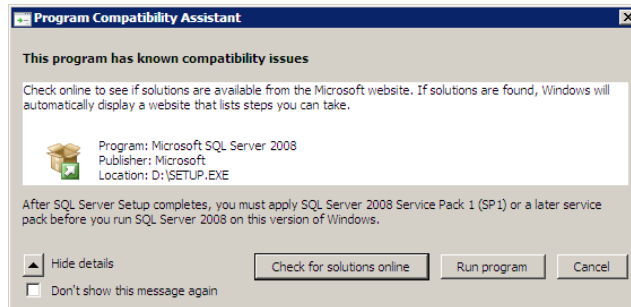 Program Compatibility Assistant
This program has known compatibility issues
Check online to see if solutions are available from the Microsoft website. If solutions are found, Windows will
automatically display a website that lists steps you can take.
Program: Microsoft SQL Server 2008
Publisher: Microsoft
Location: D:\SETUP.EXE
After SQL Server Setup completes, you must apply SQL Server 2008 Service Pack 1 (SP1) or a later service
pack before you run SQL Server 2008 on this version of Windows.
Hide details
Check for solutions online
Run program
Cancel
Don't show this message again